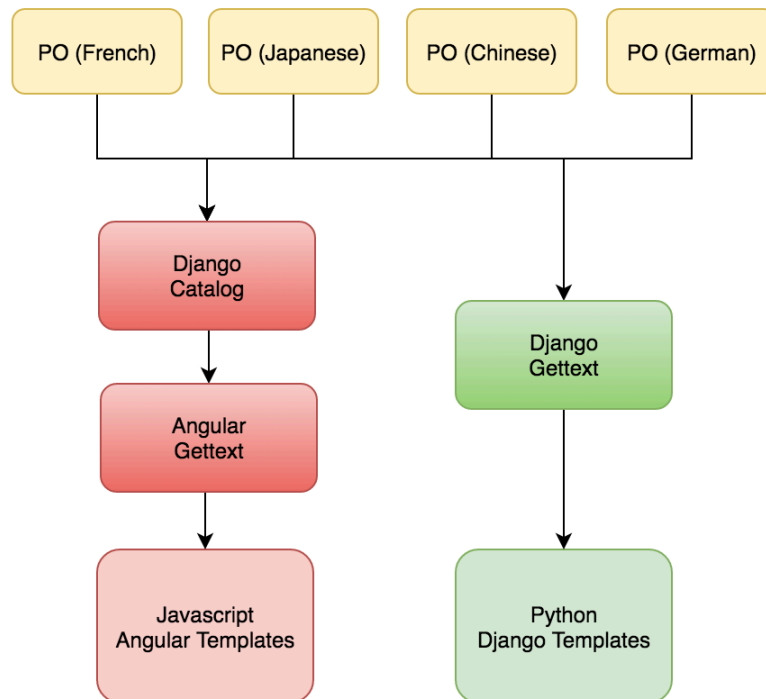 PO (French)
PO (Japanese)
PO (Chinese)
PO (German)
Django
Catalog
Django
Gettext
Angular
Gettext
Javascript
Angular Templates
Python
Django Templates